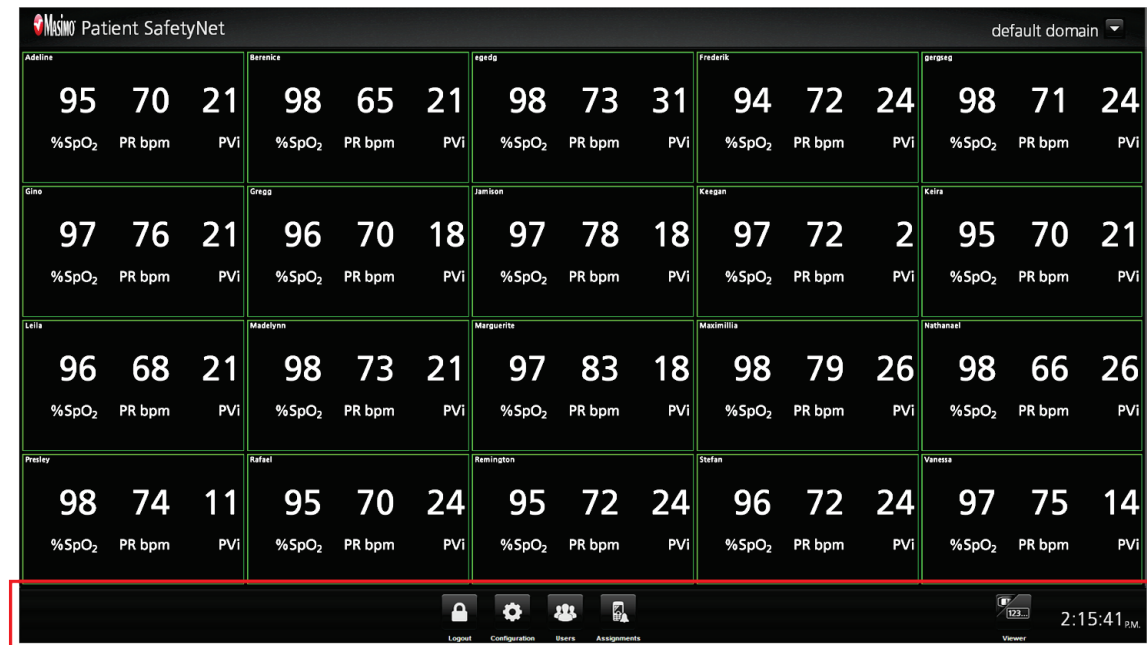 Masimo Patient SafetyNet default domain
Adeline Berenice egedg Frederik gergseg
95 70 21 98 65 21 98 73 31 94 72 24 98 71 24
%SpO₂ PR bpm PVi %SpO₂ PR bpm PVi %SpO₂ PR bpm PVi %SpO₂ PR bpm PVi %SpO₂ PR bpm PVi
Gino Gregg Jamison Keegan Keira
97 76 21 96 70 18 97 78 18 97 72 2 95 70 21
%SpO₂ PR bpm PVi %SpO₂ PR bpm PVi %SpO₂ PR bpm PVi %SpO₂ PR bpm PVi %SpO₂ PR bpm PVi
Leila Madelynn Marguerite Maximillia Nathanael
96 68 21 98 73 21 97 83 18 98 79 26 98 66 26
%SpO₂ PR bpm PVi %SpO₂ PR bpm PVi %SpO₂ PR bpm PVi %SpO₂ PR bpm PVi %SpO₂ PR bpm PVi
Presley Rafael Remington Stefan Vanessa
98 74 11 95 70 24 95 72 24 96 72 24 97 75 14
%SpO₂ PR bpm PVi %SpO₂ PR bpm PVi %SpO₂ PR bpm PVi %SpO₂ PR bpm PVi %SpO₂ PR bpm PVi
123... 2:15:41 P.M.
Logout Configuration Users Assignments Viewer